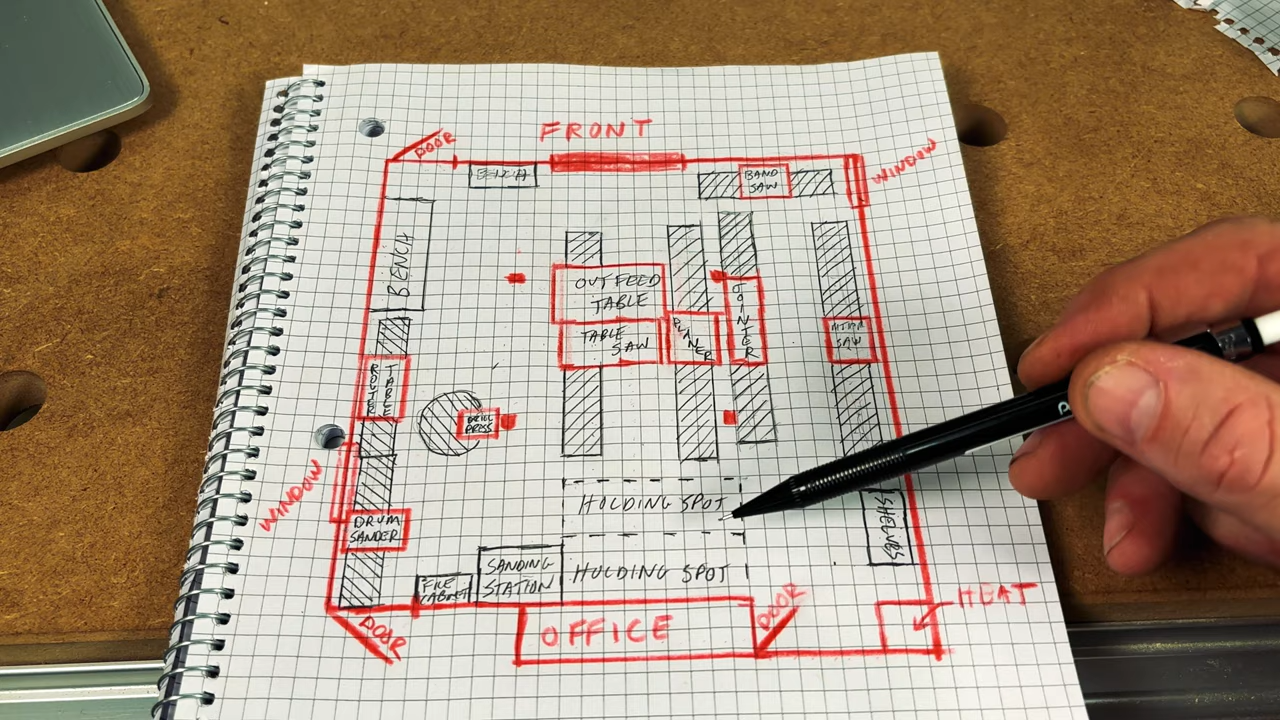 FRONT
DOOR
BENCH
BAND
SAW
WINDOW
BENCH
OUTFEED
TABLE
JOINTER
TABLE
SAW
PLANER
MITER
SAW
ROUTER
TABLE
DRILL
PRESS
WINDOW
HOLDING SPOT
SHELVES
DRUM
SANDER
SANDING
STATION
HOLDING SPOT
FILE
CABINET
HEAT
DOOR
OFFICE
DOOR